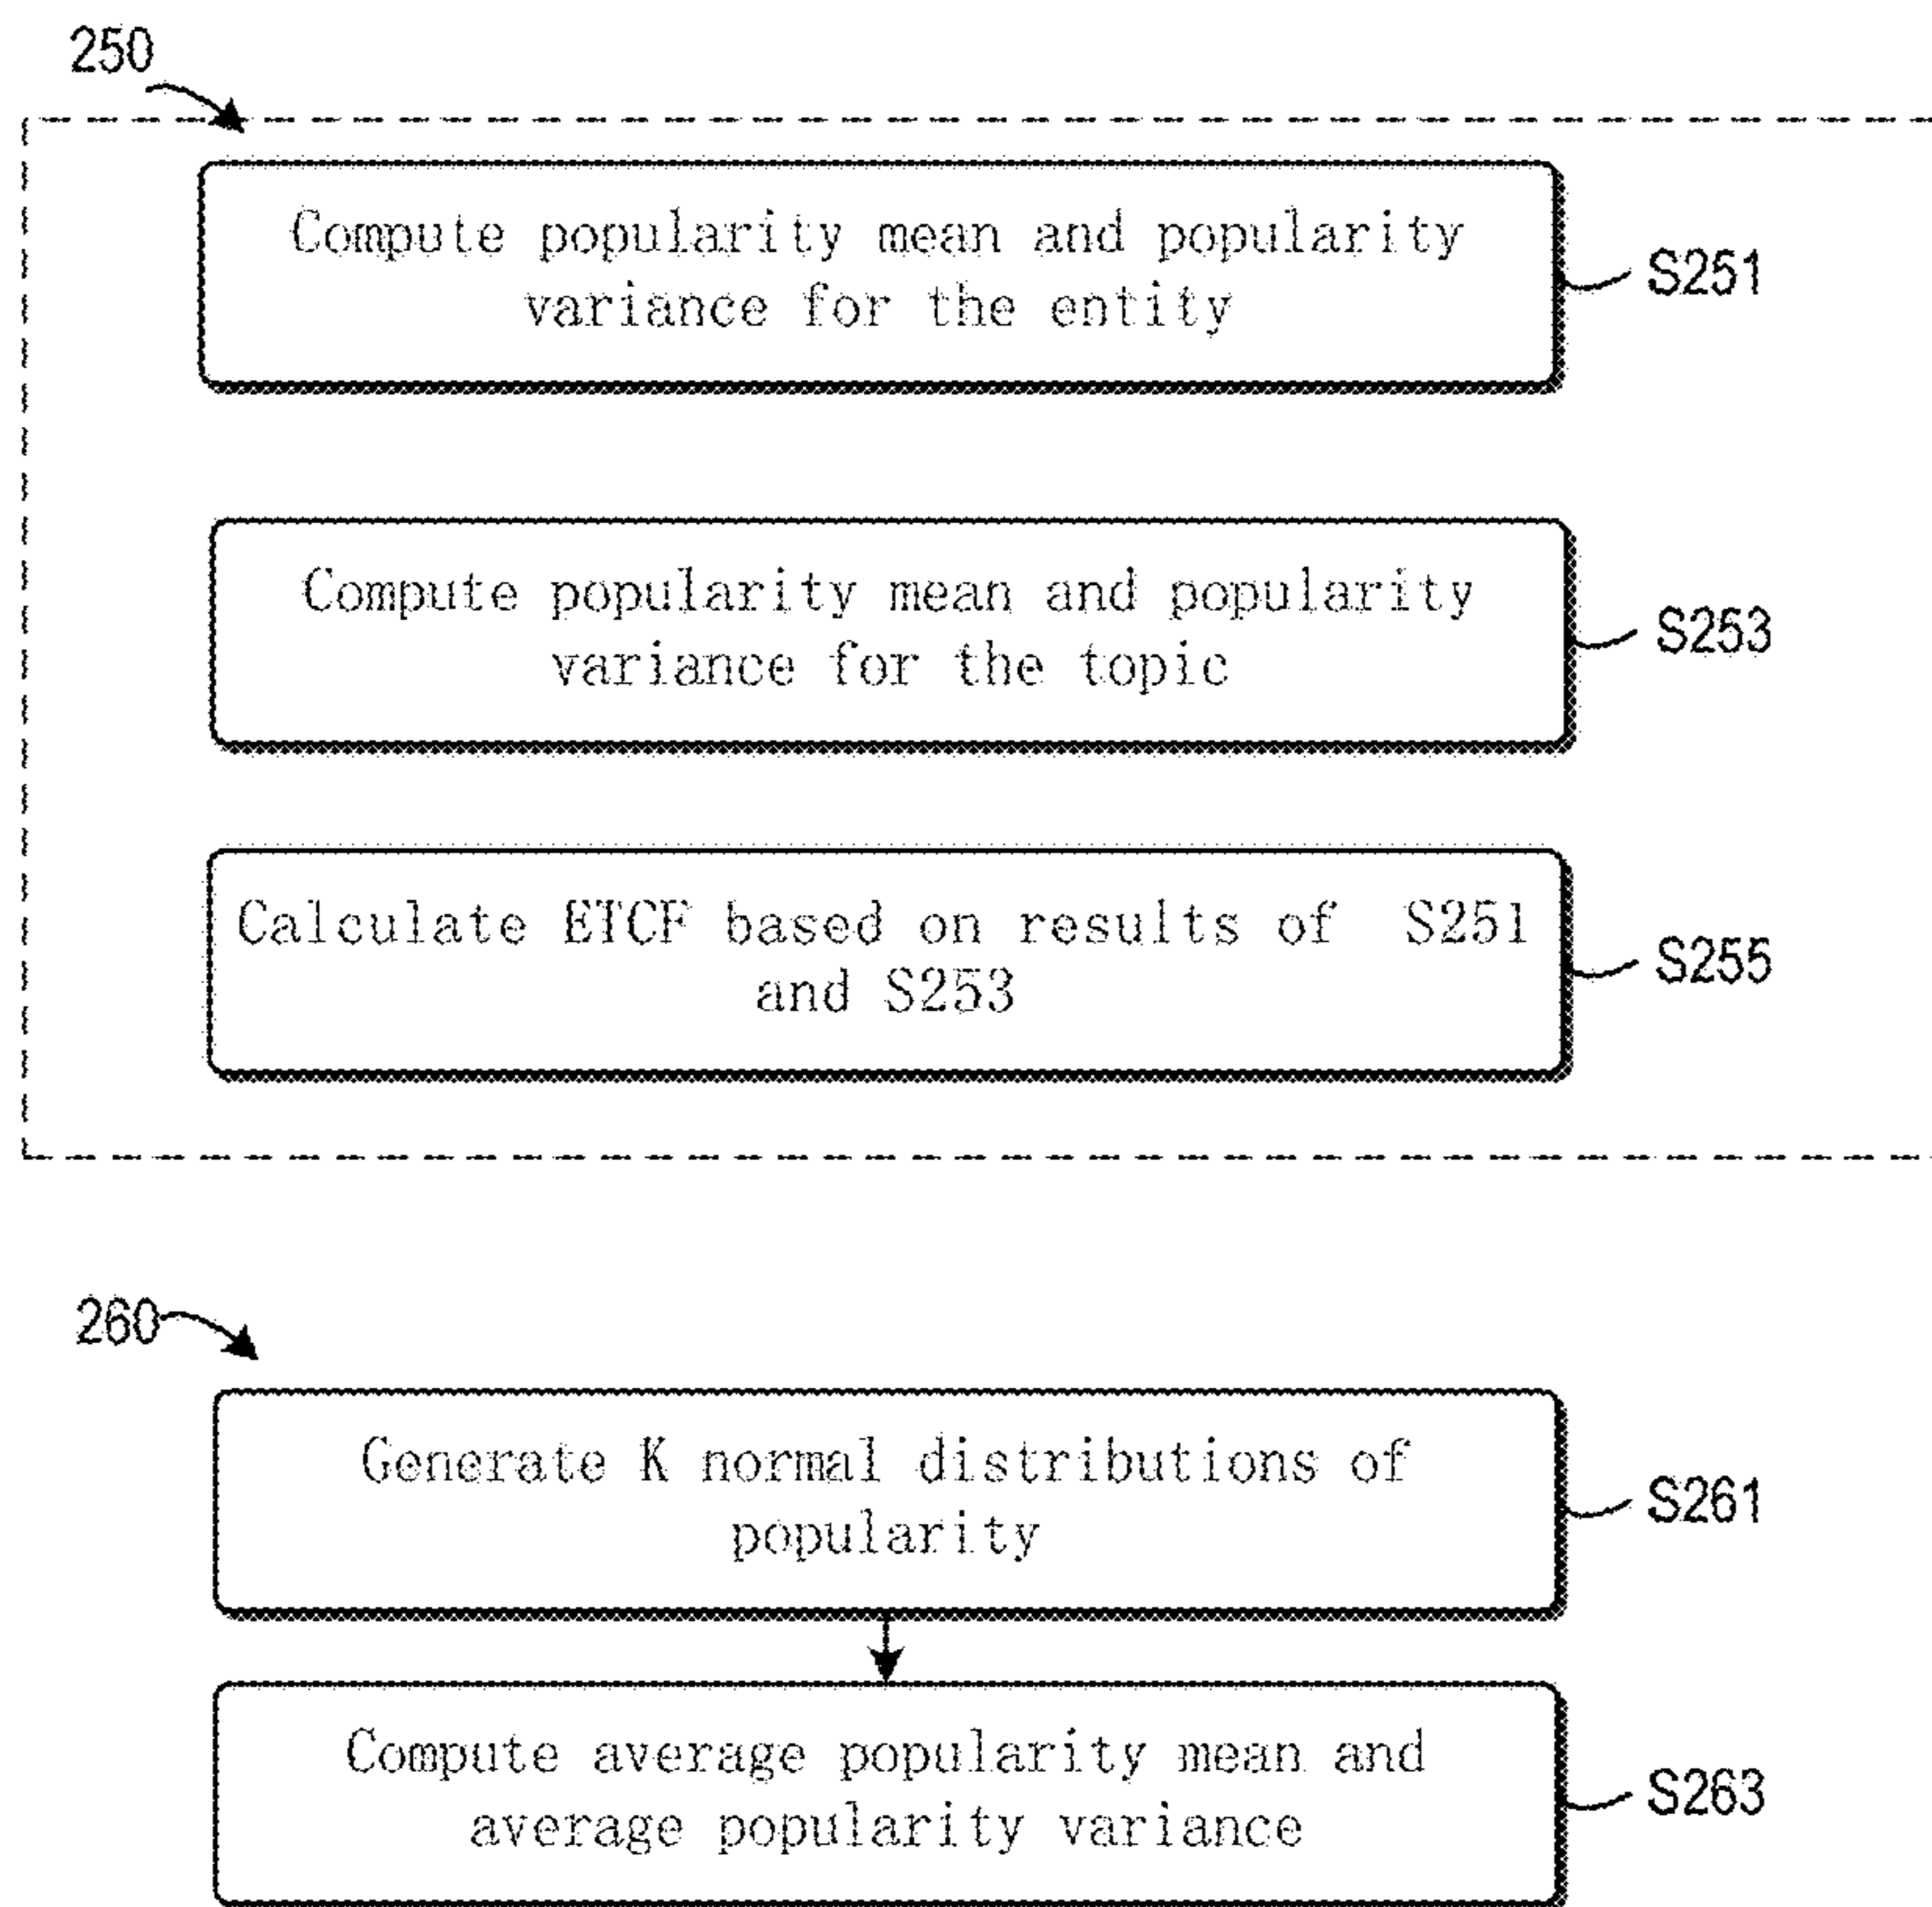 250
Compute popularity mean and popularity
variance for the entity
S251
Compute popularity mean and popularity
variance for the topic
S253
Calculate ETCF based on results of S251
and S253
S255
260
Generate K normal distributions of
popularity
S261
Compute average popularity mean and
average popularity variance
S263